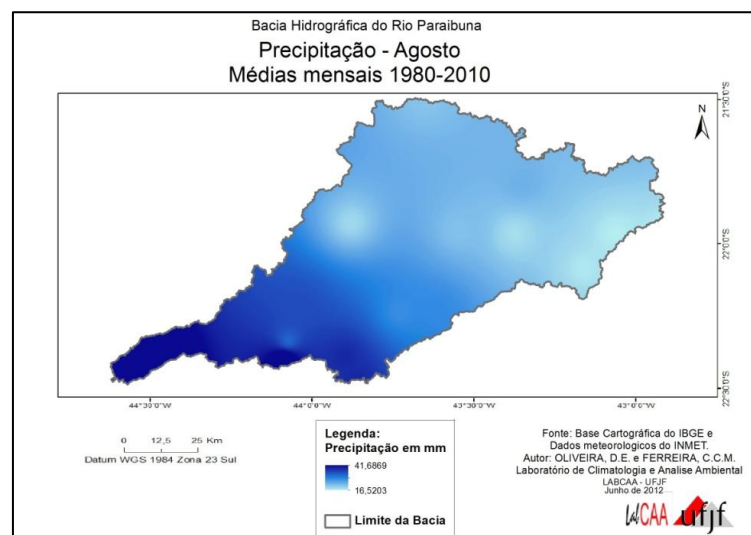 Bacia Hidrográfica do Rio Paraibuna
Precipitação - Agosto
Médias mensais 1980-2010
21°30'0"S
N
22°0'0"S
22°30'0"S
44°30'0"W
44°0'0"W
43°30'0"W
43°0'0"W
0 12,5 25 Km
Datum WGS 1984 Zona 23 Sul
Legenda:
Precipitação em mm
41,6869
16,5203
Limite da Bacia
Fonte: Base Cartográfica do IBGE e
Dados meteorologicos do INMET.
Autor: OLIVEIRA, D.E. e FERREIRA, C.C.M.
Laboratório de Climatologia e Analise Ambiental
LABCAA - UFJF
Junho de 2012
LabCAA ufjf